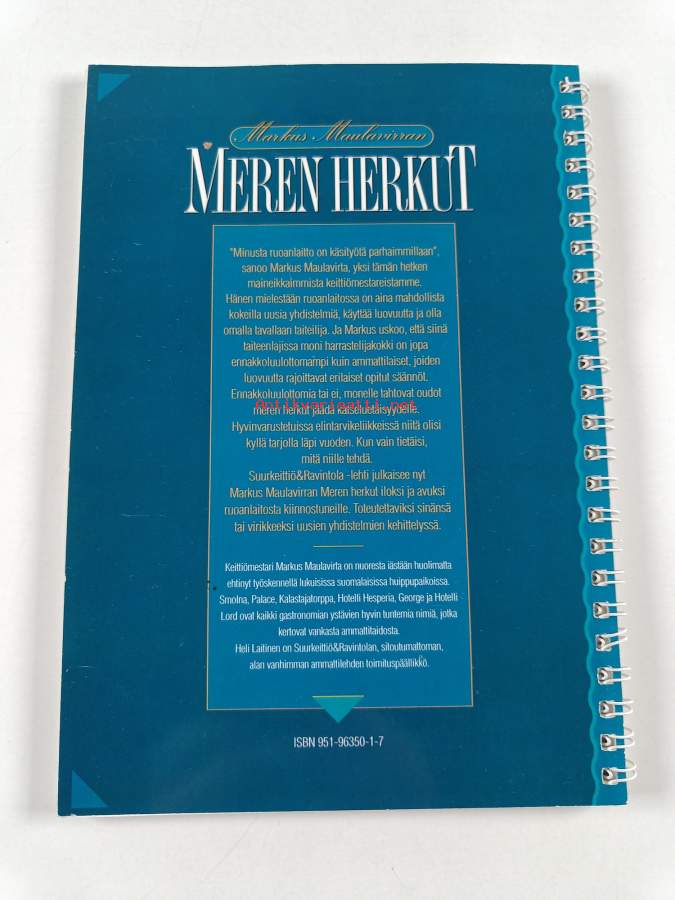 Markus Maulavirran
MEREN HERKUT
"Minusta ruoanlaitto on käsityötä parhaimmillaan",
sanoo Markus Maulavirta, yksi tämän hetken
maineikkaimmista keittiömestareistamme.
Hänen mielestään ruoanlaitossa on aina mahdollista
kokeilla uusia yhdistelmiä, käyttää luovuutta ja olla
omalla tavallaan taiteilija. Ja Markus uskoo, että siinä
taiteenlajissa moni harrastelijakokki on jopa
ennakkoluulottomampi kuin ammattilaiset, joiden
luovuutta rajoittavat erilaiset opitut säännöt.
Ennakkoluulottomia tai ei, monelle tahtovat oudot
Antikvariaatti.net
meren herkut jäädä katseluetäisyydelle.
Hyvinvarustetuissa elintarvikeliikkeissä niitä olisi
kyllä tarjolla läpi vuoden. Kun vain tietäisi,
mitä niille tehdä.
Suurkeittiö&Ravintola -lehti julkaisee nyt
Markus Maulavirran Meren herkut iloksi ja avuksi
ruoanlaitosta kiinnostuneille. Toteutettaviksi sinänsä
tai virikkeeksi uusien yhdistelmien kehittelyssä.
Keittiömestari Markus Maulavirta on nuoresta iästään huolimatta
ehtinyt työskennellä lukuisissa suomalaisissa huippupaikoissa.
Smolna, Palace, Kalastajatorppa, Hotelli Hesperia, George ja Hotelli
Lord ovat kaikki gastronomian ystävien hyvin tuntemia nimiä, jotka
kertovat vankasta ammattitaidosta.
Heli Laitinen on Suurkeittiö&Ravintolan, sitoutumattoman,
alan vanhimman ammattilehden toimituspäällikkö.
ISBN 951-96350-1-7